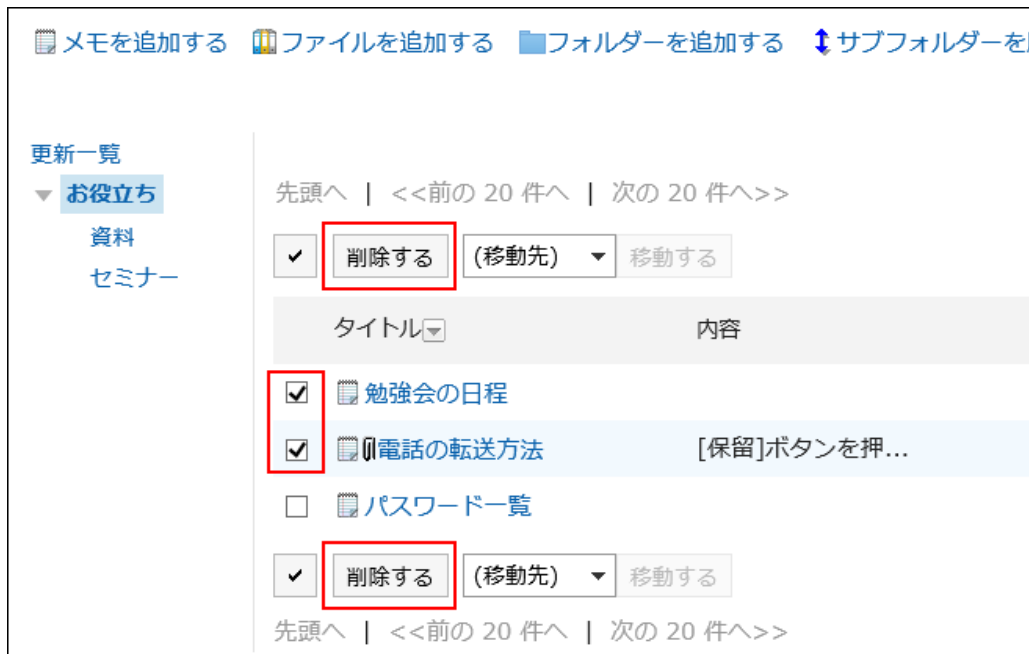 メモを追加する ファイルを追加する フォルダーを追加する サブフォルダーを
更新一覧
お役立ち
資料
セミナー
先頭へ | <<前の 20 件へ | 次の 20 件へ>>
削除する (移動先) 移動する
タイトル 内容
勉強会の日程
電話の転送方法 [保留]ボタンを押...
パスワード一覧
削除する (移動先) 移動する
先頭へ | <<前の 20 件へ | 次の 20 件へ>>